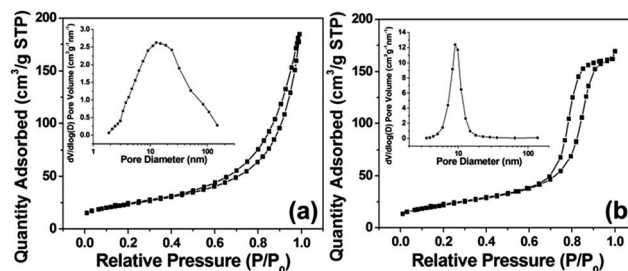 Quantity Adsorbed (cm³/g STP)
200
150
100
50
0
0.0 0.2 0.4 0.6 0.8 1.0
Relative Pressure (P/P₀)
(a)
dV/dlog(D) Pore Volume (cm³g⁻¹nm⁻¹)
3.0
2.5
2.0
1.5
1.0
0.5
0.0
1 10 100
Pore Diameter (nm)
Quantity Adsorbed (cm³/g STP)
200
150
100
50
0
0.0 0.2 0.4 0.6 0.8 1.0
Relative Pressure (P/P₀)
(b)
dV/dlog(D) Pore Volume (cm³g⁻¹nm⁻¹)
14
12
10
8
6
4
2
0
10 100
Pore Diameter (nm)